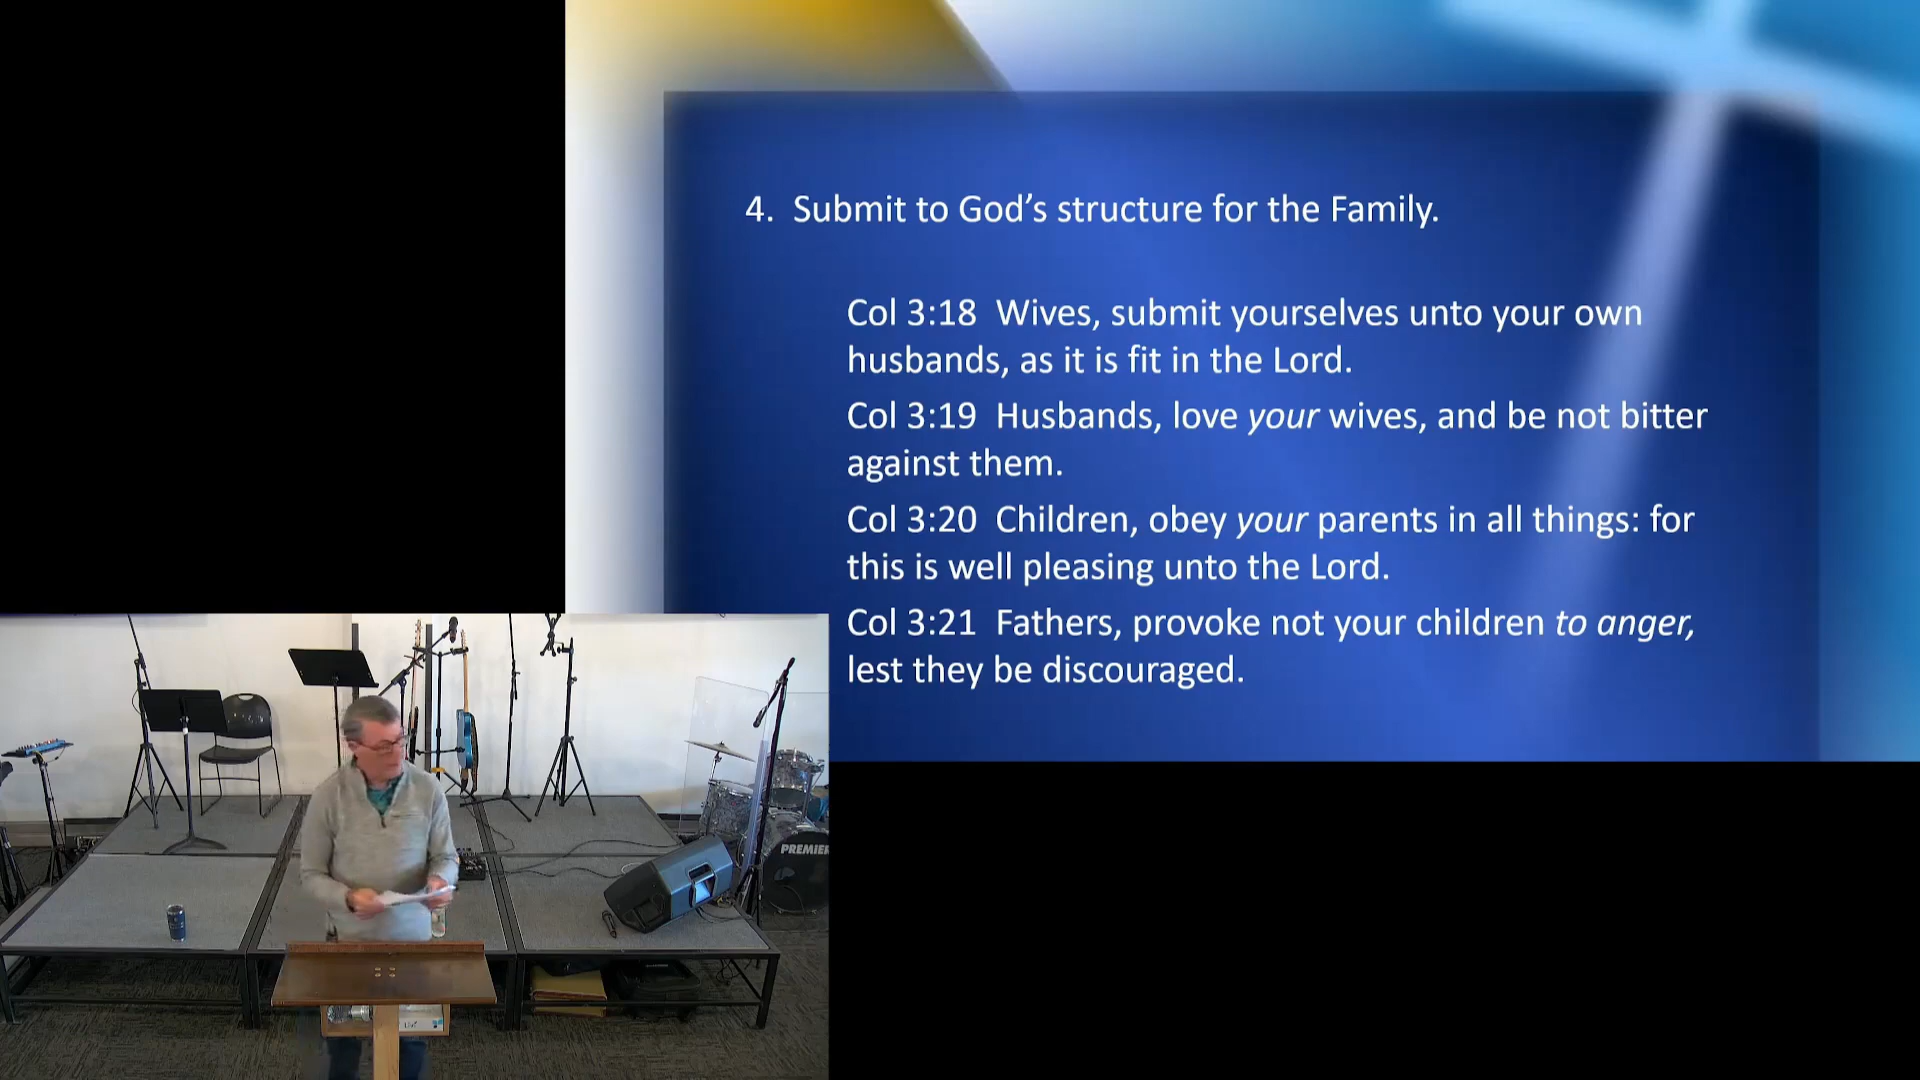 4. Submit to God’s structure for the Family.
Col 3:18 Wives, submit yourselves unto your own
husbands, as it is fit in the Lord.
Col 3:19 Husbands, love your wives, and be not bitter
against them.
Col 3:20 Children, obey your parents in all things: for
this is well pleasing unto the Lord.
Col 3:21 Fathers, provoke not your children to anger,
lest they be discouraged.
PREMIER